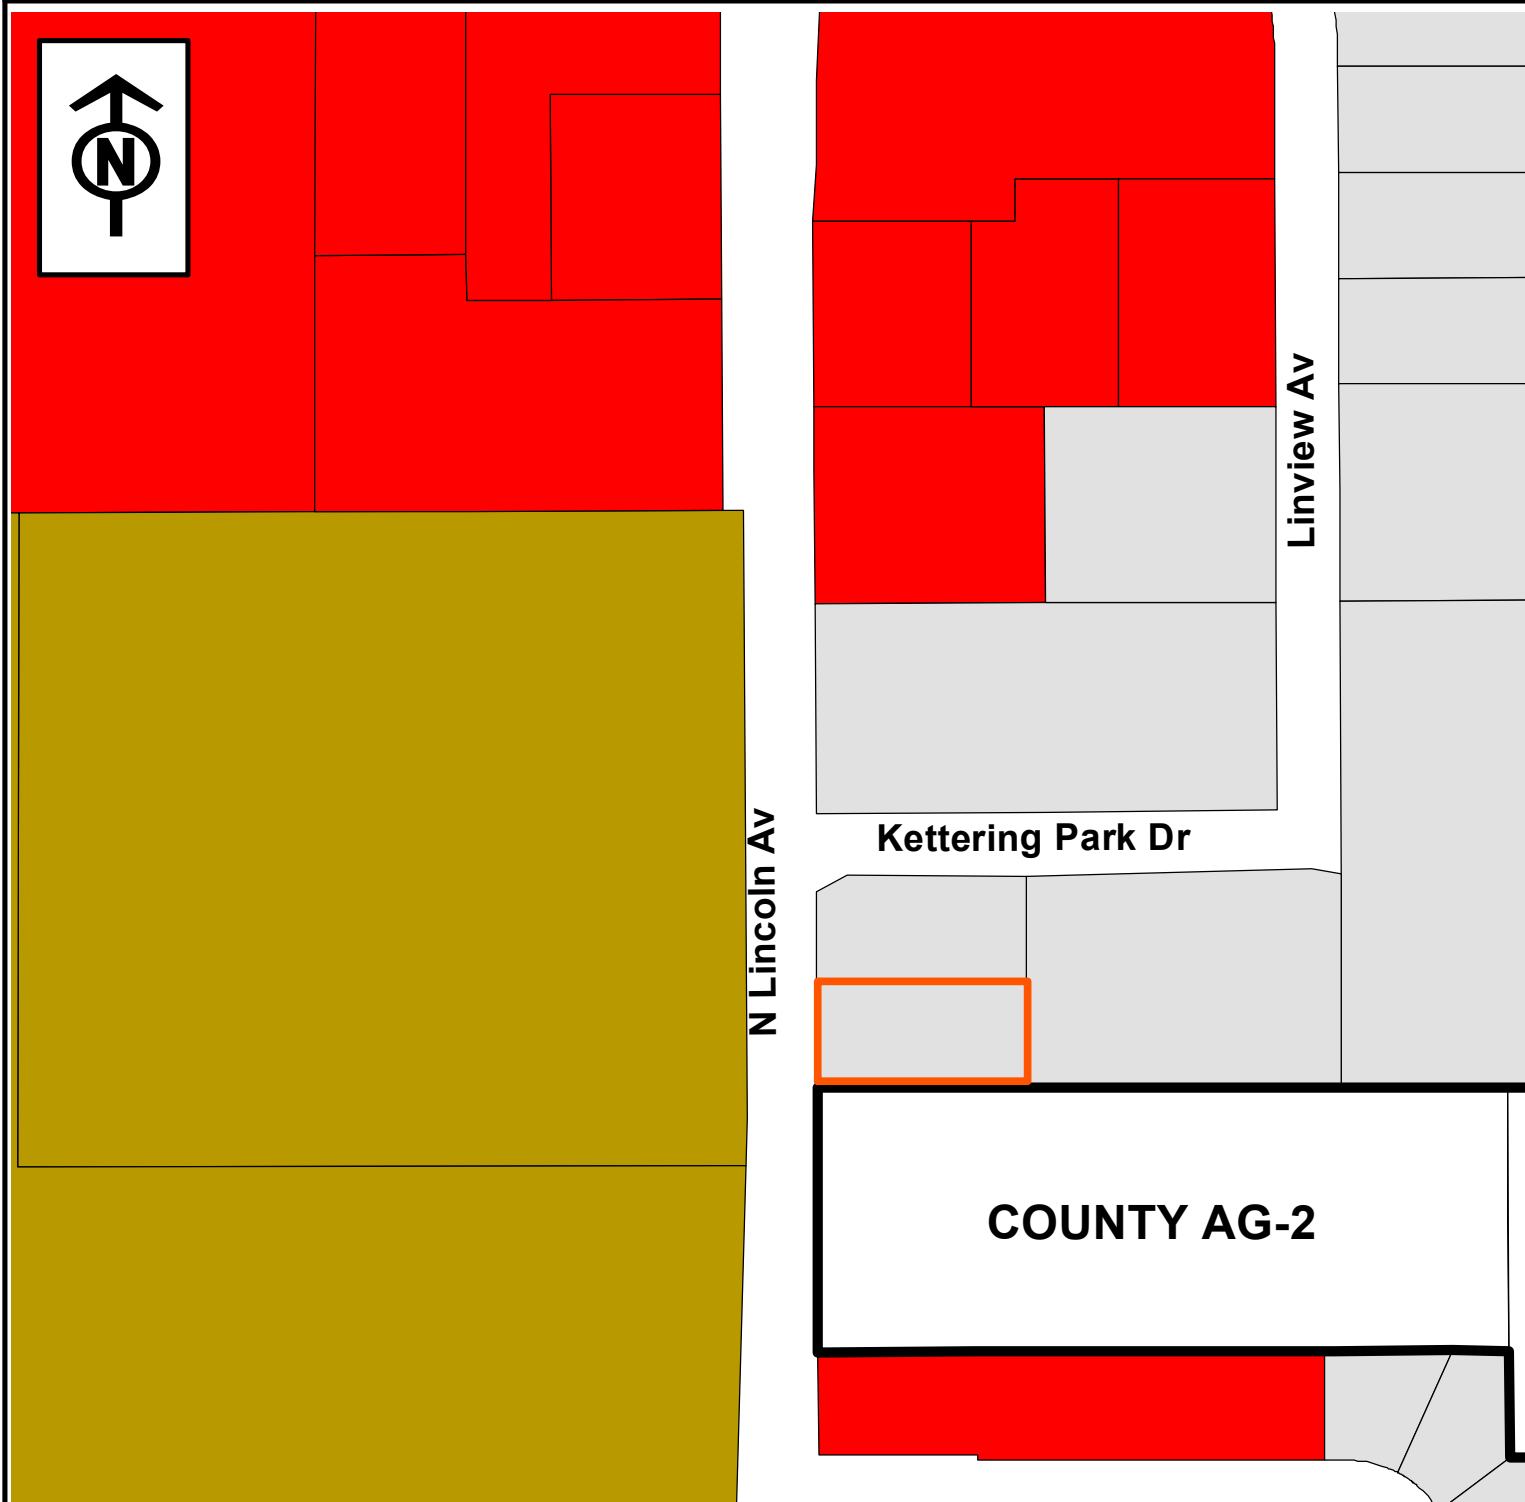 N
Linview Av
Kettering Park Dr
N Lincoln Av
COUNTY AG-2